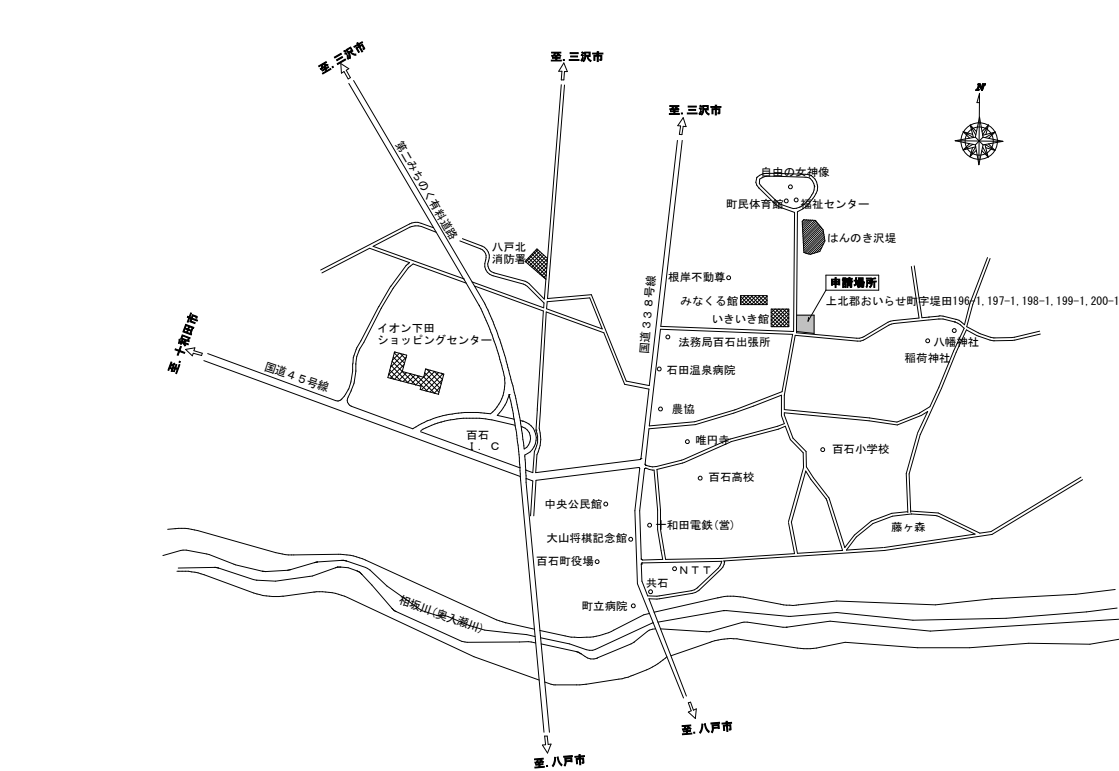 至.三沢市
至.三沢市
至.三沢市
N
第二みちのく有料道路
自由の女神像
町民体育館
福祉センター
はんのき沢堤
八戸北
消防署
国道338号線
根岸不動尊
みなくる館
いきいき館
申請場所
上北郡おいらせ町字堤田196-1,197-1,198-1,199-1,200-1
至.十和田市
イオン下田
ショッピングセンター
国道45号線
法務局百石出張所
八幡神社
稲荷神社
石田温泉病院
農協
百石
I.C
唯円寺
百石小学校
百石高校
中央公民館
十和田電鉄(営)
藤ヶ森
大山将棋記念館
百石町役場
NTT
共石
相坂川(奥入瀬川)
町立病院
至.八戸市
至.八戸市